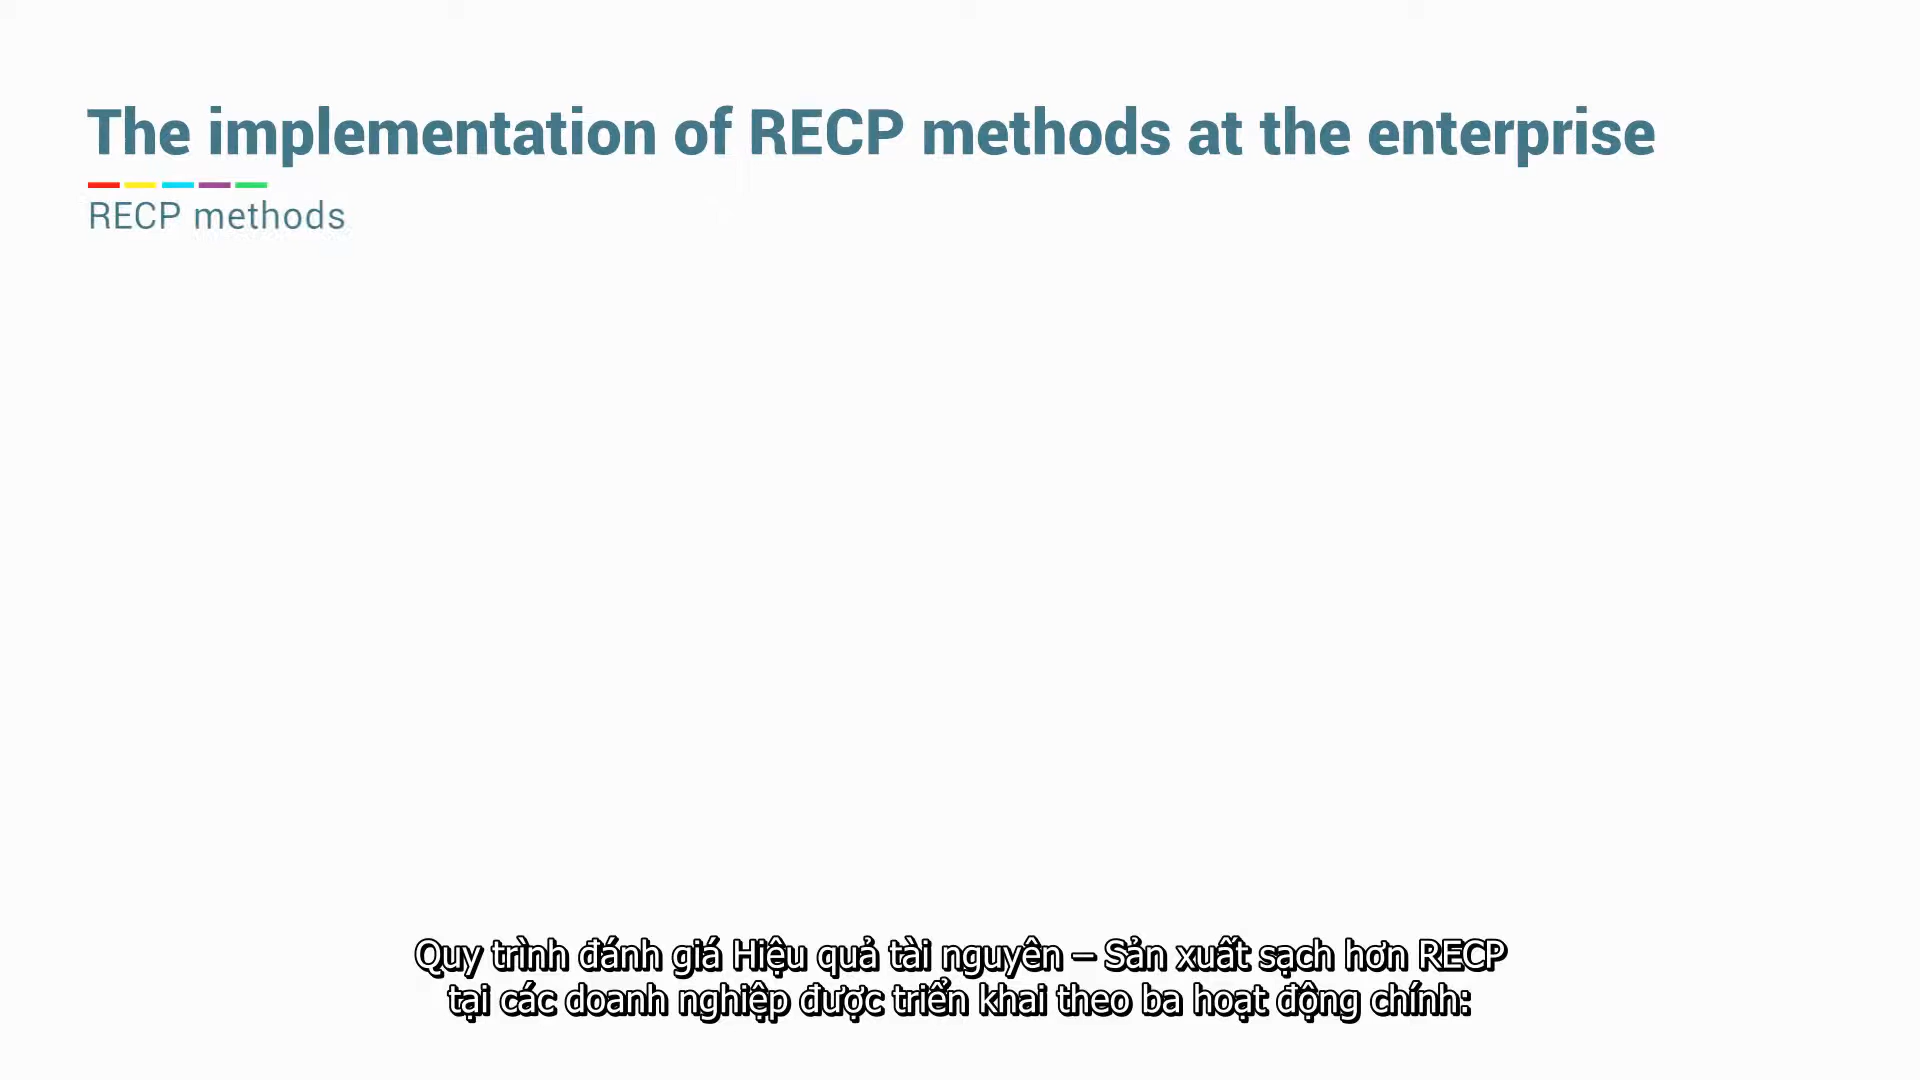 The implementation of RECP methods at the enterprise
RECP methods
Quy trình đánh giá Hiệu quả tài nguyên – Sản xuất sạch hơn RECP
tại các doanh nghiệp được triển khai theo ba hoạt động chính: